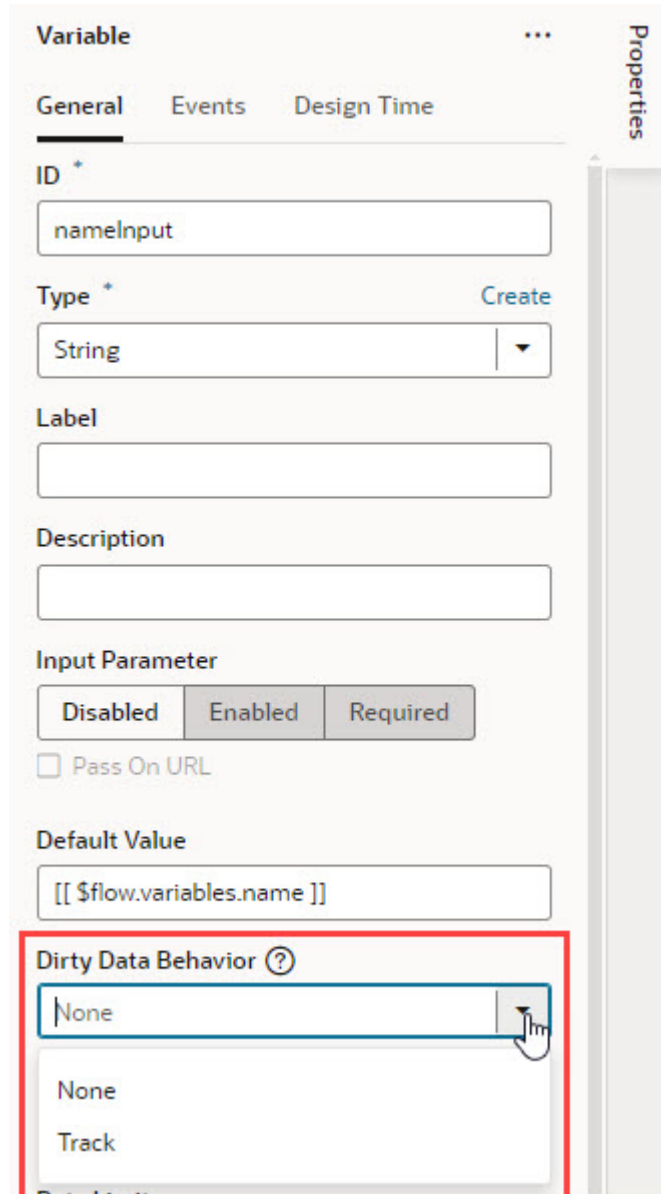 Variable
Properties
General Events Design Time
ID *
nameInput
Type * Create
String
Label
Description
Input Parameter
Disabled Enabled Required
Pass On URL
Default Value
[[ $flow.variables.name ]]
Dirty Data Behavior ?
None
None
Track